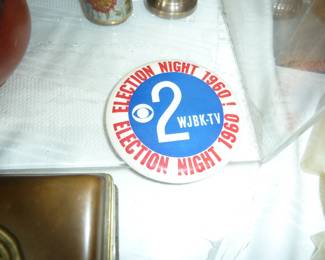 ELECTION NIGHT 1960!
2
WJBK-TV
ELECTION NIGHT 1960